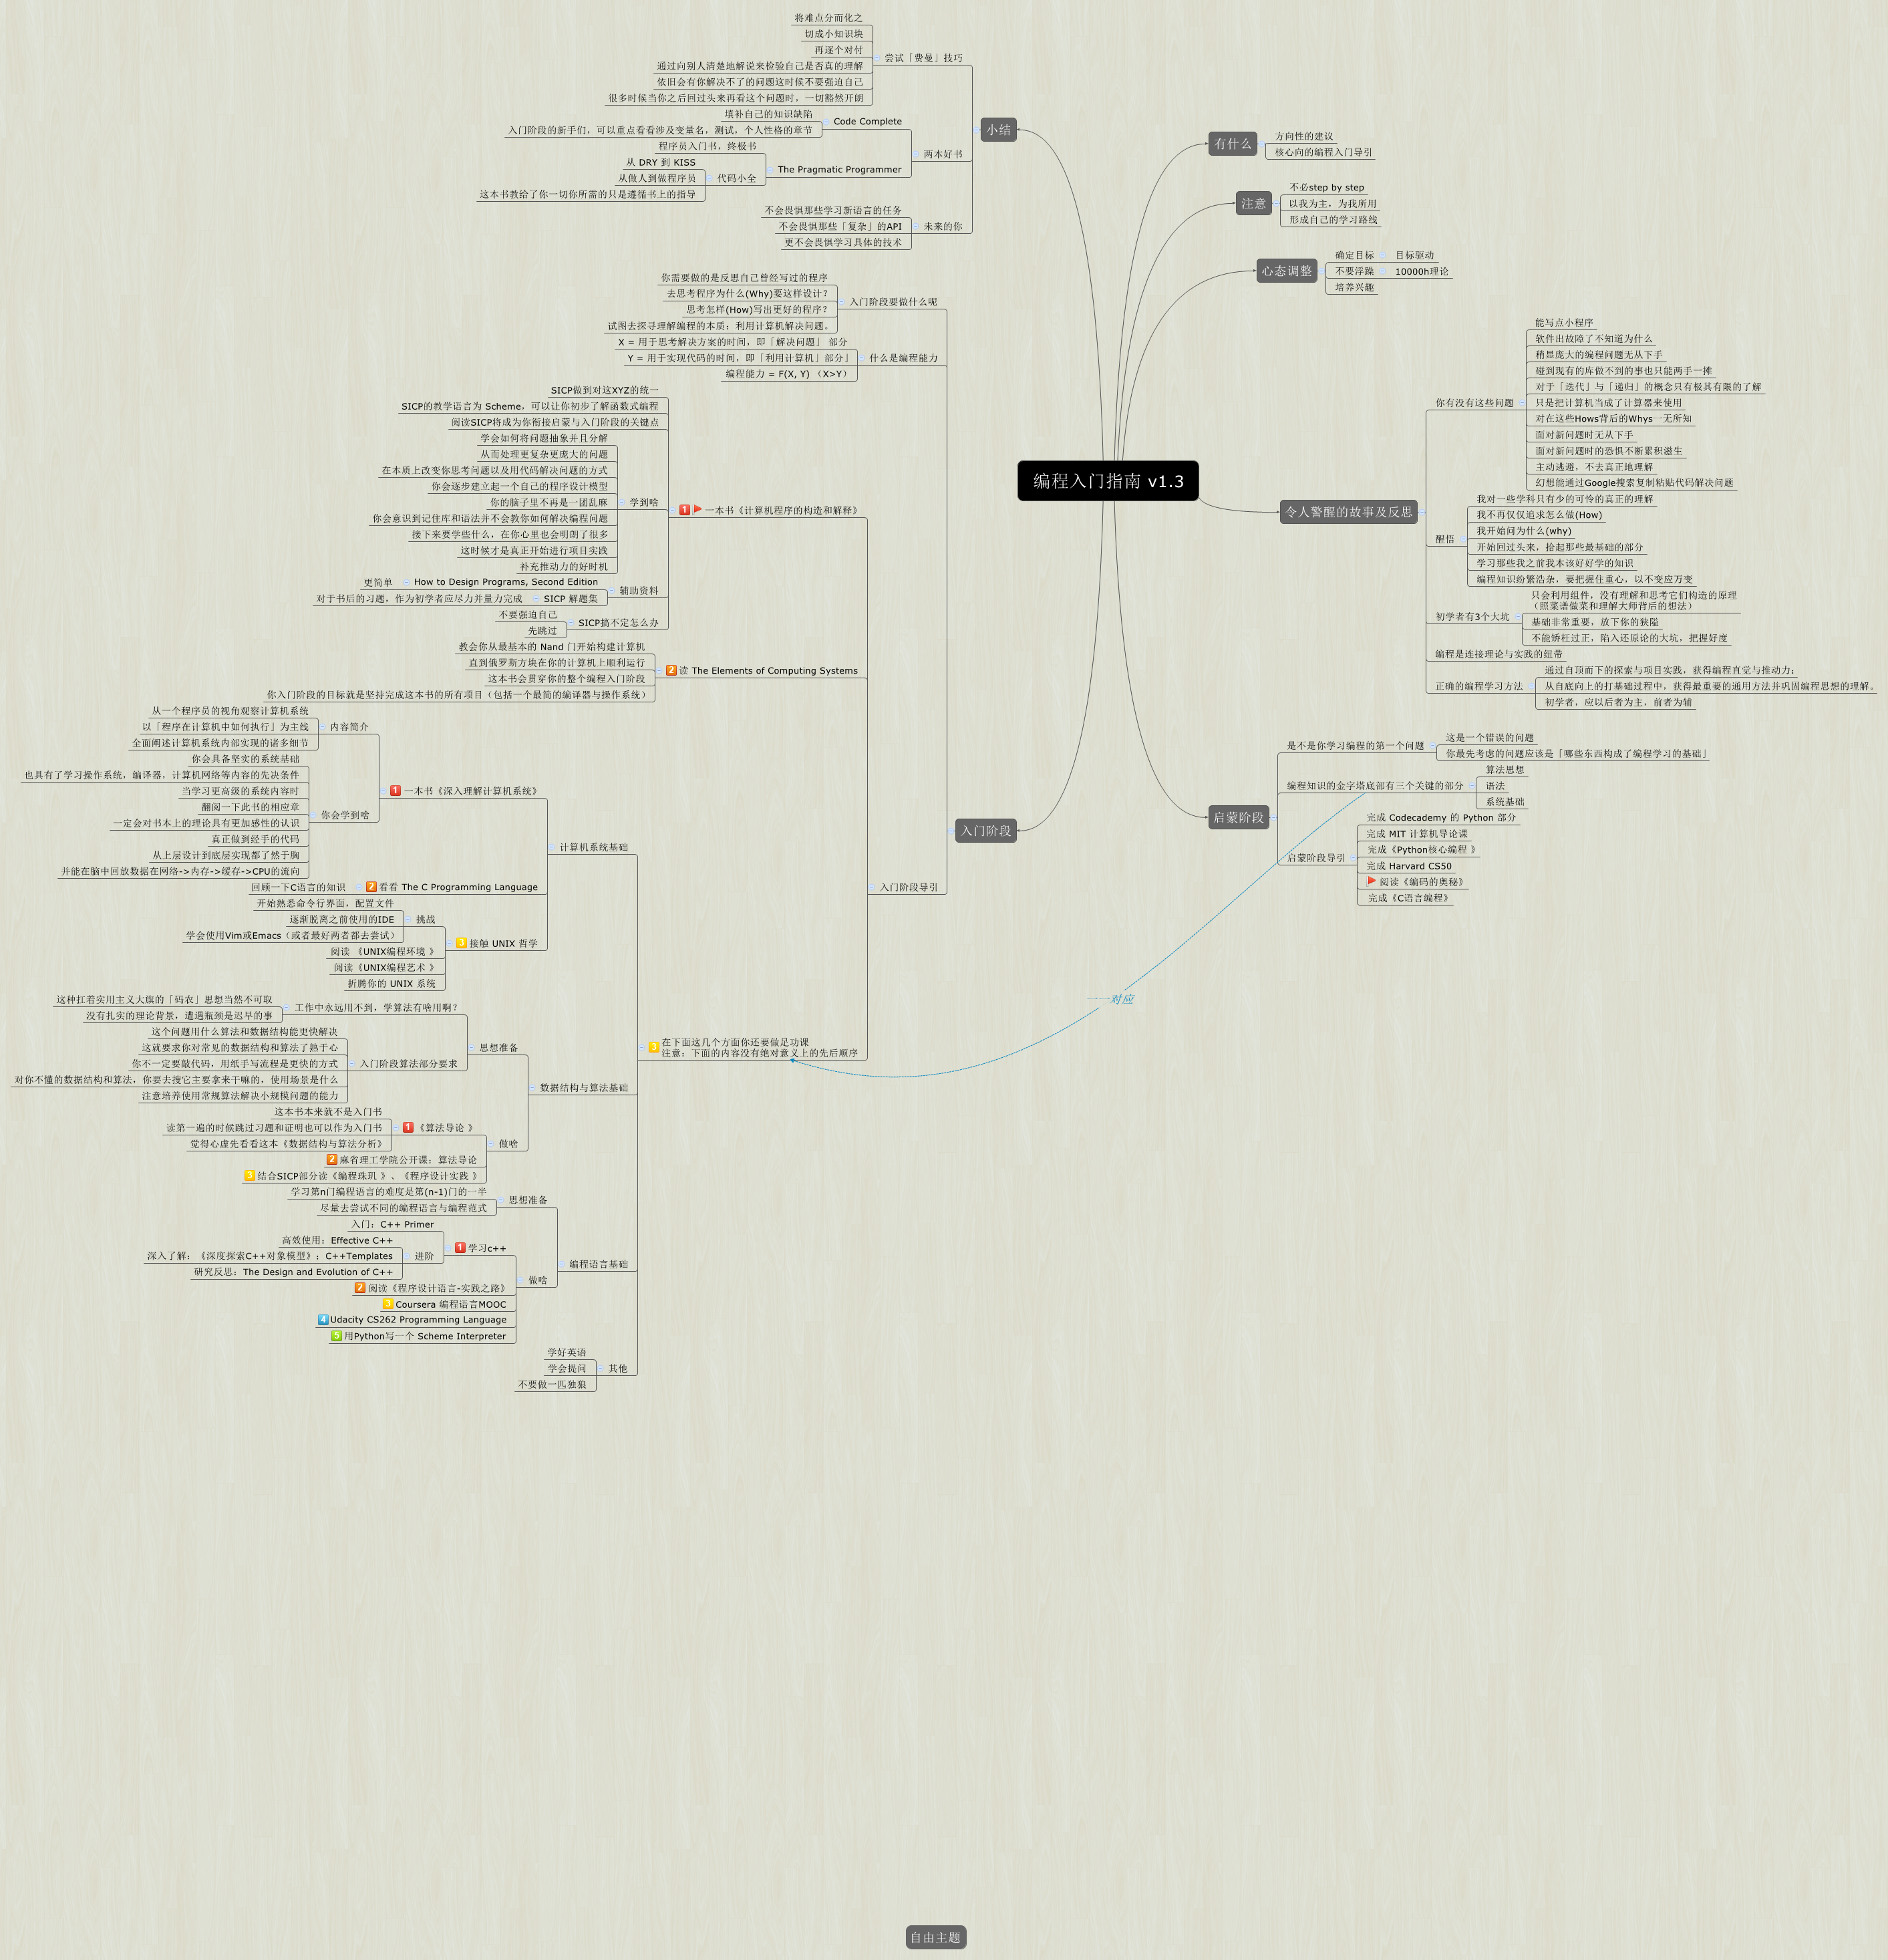 编程入门指南 v1.3
有什么
方向性的建议
核心向的编程入门导引
注意
不必step by step
以我为主，为我所用
形成自己的学习路线
心态调整
确定目标
目标驱动
不要浮躁
10000h理论
培养兴趣
令人警醒的故事及反思
你有没有这些问题
能写点小程序
软件出故障了不知道为什么
稍显庞大的编程问题无从下手
碰到现有的库做不到的事也只能两手一摊
对于「迭代」与「递归」的概念只有极其有限的了解
只是把计算机当成了计算器来使用
对在这些Hows背后的Whys一无所知
面对新问题时无从下手
面对新问题时的恐惧不断累积滋生
主动逃避，不去真正地理解
幻想能通过Google搜索复制粘贴代码解决问题
醒悟
我对一些学科只有少的可怜的真正的理解
我不再仅仅追求怎么做(How)
我开始问为什么(why)
开始回过头来，拾起那些最基础的部分
学习那些我之前我本该好好学的知识
编程知识纷繁浩杂，要把握住重心，以不变应万变
初学者有3个大坑
只会利用组件，没有理解和思考它们构造的原理
（照菜谱做菜和理解大师背后的想法）
基础非常重要，放下你的狭隘
不能矫枉过正，陷入还原论的大坑，把握好度
编程是连接理论与实践的纽带
正确的编程学习方法
通过自顶而下的探索与项目实践，获得编程直觉与推动力；
从自底向上的打基础过程中，获得最重要的通用方法并巩固编程思想的理解。
初学者，应以后者为主，前者为辅
启蒙阶段
是不是你学习编程的第一个问题
这是一个错误的问题
你最先考虑的问题应该是「哪些东西构成了编程学习的基础」
编程知识的金字塔底部有三个关键的部分
算法思想
语法
系统基础
启蒙阶段导引
完成 Codecademy 的 Python 部分
完成 MIT 计算机导论课
完成《Python核心编程 》
完成 Harvard CS50
阅读《编码的奥秘》
完成《C语言编程》
一一对应
小结
尝试「费曼」技巧
将难点分而化之
切成小知识块
再逐个对付
通过向别人清楚地解说来检验自己是否真的理解
依旧会有你解决不了的问题这时候不要强迫自己
很多时候当你之后回过头来再看这个问题时，一切豁然开朗
两本好书
Code Complete
填补自己的知识缺陷
入门阶段的新手们，可以重点看看涉及变量名，测试，个人性格的章节
The Pragmatic Programmer
程序员入门书，终极书
代码小全
从 DRY 到 KISS
从做人到做程序员
这本书教给了你一切你所需的只是遵循书上的指导
未来的你
不会畏惧那些学习新语言的任务
不会畏惧那些「复杂」的API
更不会畏惧学习具体的技术
入门阶段
入门阶段要做什么呢
你需要做的是反思自己曾经写过的程序
去思考程序为什么(Why)要这样设计？
思考怎样(How)写出更好的程序？
试图去探寻理解编程的本质：利用计算机解决问题。
什么是编程能力
X = 用于思考解决方案的时间，即「解决问题」 部分
Y = 用于实现代码的时间，即「利用计算机」部分」
编程能力 = F(X, Y) （X>Y）
入门阶段导引
1 一本书《计算机程序的构造和解释》
SICP做到对这XYZ的统一
SICP的教学语言为 Scheme，可以让你初步了解函数式编程
阅读SICP将成为你衔接启蒙与入门阶段的关键点
学到啥
学会如何将问题抽象并且分解
从而处理更复杂更庞大的问题
在本质上改变你思考问题以及用代码解决问题的方式
你会逐步建立起一个自己的程序设计模型
你的脑子里不再是一团乱麻
你会意识到记住库和语法并不会教你如何解决编程问题
接下来要学些什么，在你心里也会明朗了很多
这时候才是真正开始进行项目实践
补充推动力的好时机
辅助资料
How to Design Programs, Second Edition
更简单
SICP 解题集
对于书后的习题，作为初学者应尽力并量力完成
SICP搞不定怎么办
不要强迫自己
先跳过
2 读 The Elements of Computing Systems
教会你从最基本的 Nand 门开始构建计算机
直到俄罗斯方块在你的计算机上顺利运行
这本书会贯穿你的整个编程入门阶段
你入门阶段的目标就是坚持完成这本书的所有项目（包括一个最简的编译器与操作系统）
3 在下面这几个方面你还要做足功课
注意：下面的内容没有绝对意义上的先后顺序
计算机系统基础
1 一本书《深入理解计算机系统》
内容简介
从一个程序员的视角观察计算机系统
以「程序在计算机中如何执行」为主线
全面阐述计算机系统内部实现的诸多细节
你会学到啥
你会具备坚实的系统基础
也具有了学习操作系统，编译器，计算机网络等内容的先决条件
当学习更高级的系统内容时
翻阅一下此书的相应章
一定会对书本上的理论具有更加感性的认识
真正做到经手的代码
从上层设计到底层实现都了然于胸
并能在脑中回放数据在网络->内存->缓存->CPU的流向
2 看看 The C Programming Language
回顾一下C语言的知识
3 接触 UNIX 哲学
挑战
开始熟悉命令行界面，配置文件
逐渐脱离之前使用的IDE
学会使用Vim或Emacs（或者最好两者都去尝试）
阅读 《UNIX编程环境 》
阅读《UNIX编程艺术 》
折腾你的 UNIX 系统
数据结构与算法基础
思想准备
工作中永远用不到，学算法有啥用啊？
这种扛着实用主义大旗的「码农」思想当然不可取
没有扎实的理论背景，遭遇瓶颈是迟早的事
入门阶段算法部分要求
这个问题用什么算法和数据结构能更快解决
这就要求你对常见的数据结构和算法了熟于心
你不一定要敲代码，用纸手写流程是更快的方式
对你不懂的数据结构和算法，你要去搜它主要拿来干嘛的，使用场景是什么
注意培养使用常规算法解决小规模问题的能力
做啥
1 《算法导论 》
这本书本来就不是入门书
读第一遍的时候跳过习题和证明也可以作为入门书
觉得心虚先看看这本《数据结构与算法分析》
2 麻省理工学院公开课：算法导论
3 结合SICP部分读《编程珠玑 》、《程序设计实践 》
编程语言基础
思想准备
学习第n门编程语言的难度是第(n-1)门的一半
尽量去尝试不同的编程语言与编程范式
做啥
1 学习c++
入门：C++ Primer
进阶
高效使用：Effective C++
深入了解：《深度探索C++对象模型》；C++Templates
研究反思：The Design and Evolution of C++
2 阅读《程序设计语言-实践之路》
3 Coursera 编程语言MOOC
4 Udacity CS262 Programming Language
5 用Python写一个 Scheme Interpreter
其他
学好英语
学会提问
不要做一匹独狼
自由主题